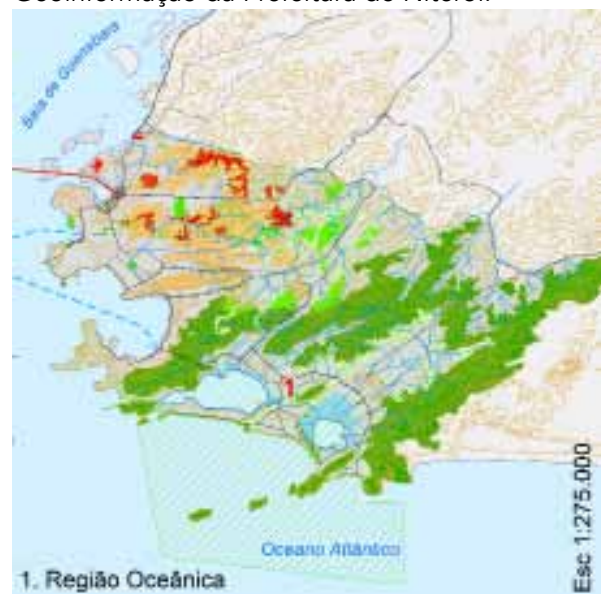 Geoinformação da Prefeitura de Niterói.
Baía de Guanabara
1
Oceano Atlântico
1. Região Oceânica
Esc 1:275.000